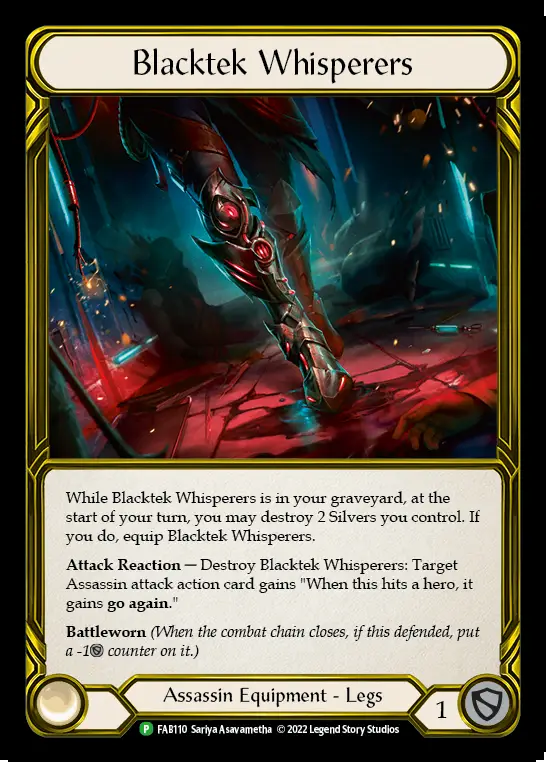 Blacktek Whisperers
While Blacktek Whisperers is in your graveyard, at the
start of your turn, you may destroy 2 Silvers you control. If
you do, equip Blacktek Whisperers.
Attack Reaction — Destroy Blacktek Whisperers: Target
Assassin attack action card gains "When this hits a hero, it
gains go again."
Battleworn (When the combat chain closes, if this defended, put
a -1 counter on it.)
Assassin Equipment - Legs
1
P FAB110 Sariya Asavametha © 2022 Legend Story Studios